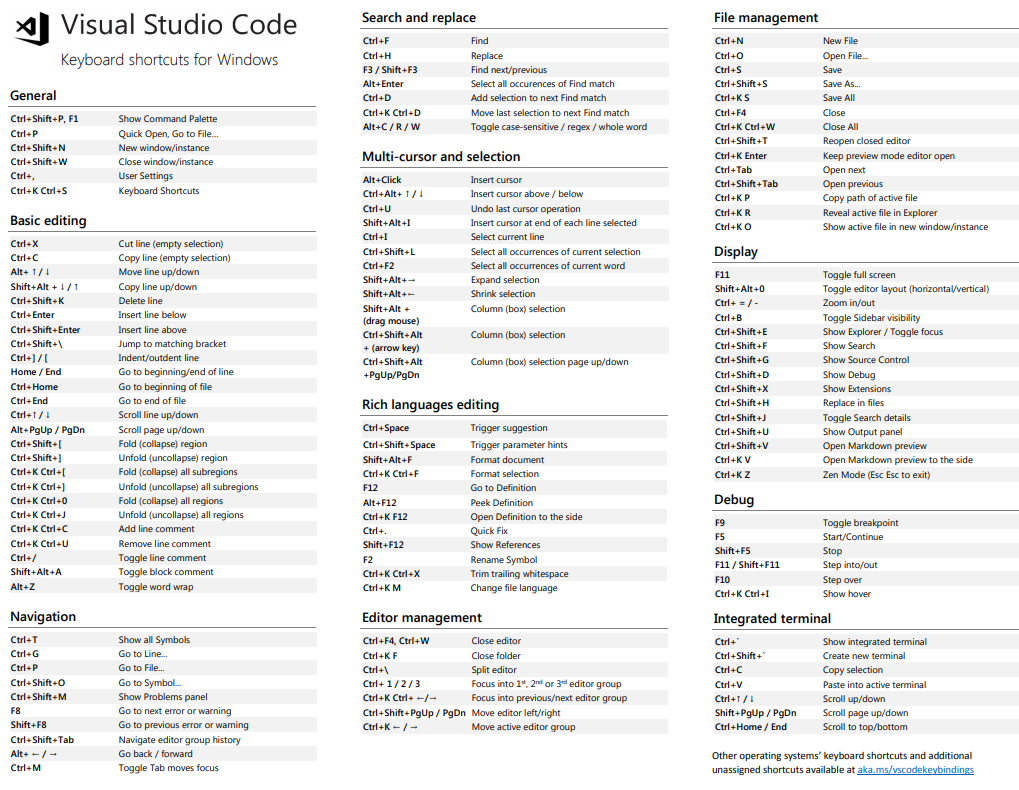 Visual Studio Code
Keyboard shortcuts for Windows
General
Ctrl+Shift+P, F1 Show Command Palette
Ctrl+P Quick Open, Go to File...
Ctrl+Shift+N New window/instance
Ctrl+Shift+W Close window/instance
Ctrl+, User Settings
Ctrl+K Ctrl+S Keyboard Shortcuts
Basic editing
Ctrl+X Cut line (empty selection)
Ctrl+C Copy line (empty selection)
Alt+ ↑ / ↓ Move line up/down
Shift+Alt + ↓ / ↑ Copy line up/down
Ctrl+Shift+K Delete line
Ctrl+Enter Insert line below
Ctrl+Shift+Enter Insert line above
Ctrl+Shift+\ Jump to matching bracket
Ctrl+] / [ Indent/outdent line
Home / End Go to beginning/end of line
Ctrl+Home Go to beginning of file
Ctrl+End Go to end of file
Ctrl+↑ / ↓ Scroll line up/down
Alt+PgUp / PgDn Scroll page up/down
Ctrl+Shift+[ Fold (collapse) region
Ctrl+Shift+] Unfold (uncollapse) region
Ctrl+K Ctrl+[ Fold (collapse) all subregions
Ctrl+K Ctrl+] Unfold (uncollapse) all subregions
Ctrl+K Ctrl+0 Fold (collapse) all regions
Ctrl+K Ctrl+J Unfold (uncollapse) all regions
Ctrl+K Ctrl+C Add line comment
Ctrl+K Ctrl+U Remove line comment
Ctrl+/ Toggle line comment
Shift+Alt+A Toggle block comment
Alt+Z Toggle word wrap
Navigation
Ctrl+T Show all Symbols
Ctrl+G Go to Line...
Ctrl+P Go to File...
Ctrl+Shift+O Go to Symbol...
Ctrl+Shift+M Show Problems panel
F8 Go to next error or warning
Shift+F8 Go to previous error or warning
Ctrl+Shift+Tab Navigate editor group history
Alt+ ← / → Go back / forward
Ctrl+M Toggle Tab moves focus
Search and replace
Ctrl+F Find
Ctrl+H Replace
F3 / Shift+F3 Find next/previous
Alt+Enter Select all occurences of Find match
Ctrl+D Add selection to next Find match
Ctrl+K Ctrl+D Move last selection to next Find match
Alt+C / R / W Toggle case-sensitive / regex / whole word
Multi-cursor and selection
Alt+Click Insert cursor
Ctrl+Alt+ ↑ / ↓ Insert cursor above / below
Ctrl+U Undo last cursor operation
Shift+Alt+I Insert cursor at end of each line selected
Ctrl+I Select current line
Ctrl+Shift+L Select all occurrences of current selection
Ctrl+F2 Select all occurrences of current word
Shift+Alt+→ Expand selection
Shift+Alt+← Shrink selection
Shift+Alt + Column (box) selection
(drag mouse)
Ctrl+Shift+Alt Column (box) selection
+ (arrow key)
Ctrl+Shift+Alt Column (box) selection page up/down
+PgUp/PgDn
Rich languages editing
Ctrl+Space Trigger suggestion
Ctrl+Shift+Space Trigger parameter hints
Shift+Alt+F Format document
Ctrl+K Ctrl+F Format selection
F12 Go to Definition
Alt+F12 Peek Definition
Ctrl+K F12 Open Definition to the side
Ctrl+. Quick Fix
Shift+F12 Show References
F2 Rename Symbol
Ctrl+K Ctrl+X Trim trailing whitespace
Ctrl+K M Change file language
Editor management
Ctrl+F4, Ctrl+W Close editor
Ctrl+K F Close folder
Ctrl+\ Split editor
Ctrl+ 1 / 2 / 3 Focus into 1st, 2nd or 3rd editor group
Ctrl+K Ctrl+ ←/→ Focus into previous/next editor group
Ctrl+Shift+PgUp / PgDn Move editor left/right
Ctrl+K ← / → Move active editor group
File management
Ctrl+N New File
Ctrl+O Open File...
Ctrl+S Save
Ctrl+Shift+S Save As...
Ctrl+K S Save All
Ctrl+F4 Close
Ctrl+K Ctrl+W Close All
Ctrl+Shift+T Reopen closed editor
Ctrl+K Enter Keep preview mode editor open
Ctrl+Tab Open next
Ctrl+Shift+Tab Open previous
Ctrl+K P Copy path of active file
Ctrl+K R Reveal active file in Explorer
Ctrl+K O Show active file in new window/instance
Display
F11 Toggle full screen
Shift+Alt+0 Toggle editor layout (horizontal/vertical)
Ctrl+ = / - Zoom in/out
Ctrl+B Toggle Sidebar visibility
Ctrl+Shift+E Show Explorer / Toggle focus
Ctrl+Shift+F Show Search
Ctrl+Shift+G Show Source Control
Ctrl+Shift+D Show Debug
Ctrl+Shift+X Show Extensions
Ctrl+Shift+H Replace in files
Ctrl+Shift+J Toggle Search details
Ctrl+Shift+U Show Output panel
Ctrl+Shift+V Open Markdown preview
Ctrl+K V Open Markdown preview to the side
Ctrl+K Z Zen Mode (Esc Esc to exit)
Debug
F9 Toggle breakpoint
F5 Start/Continue
Shift+F5 Stop
F11 / Shift+F11 Step into/out
F10 Step over
Ctrl+K Ctrl+I Show hover
Integrated terminal
Ctrl+` Show integrated terminal
Ctrl+Shift+` Create new terminal
Ctrl+C Copy selection
Ctrl+V Paste into active terminal
Ctrl+↑ / ↓ Scroll up/down
Shift+PgUp / PgDn Scroll page up/down
Ctrl+Home / End Scroll to top/bottom
Other operating systems' keyboard shortcuts and additional
unassigned shortcuts available at aka.ms/vscodekeybindings